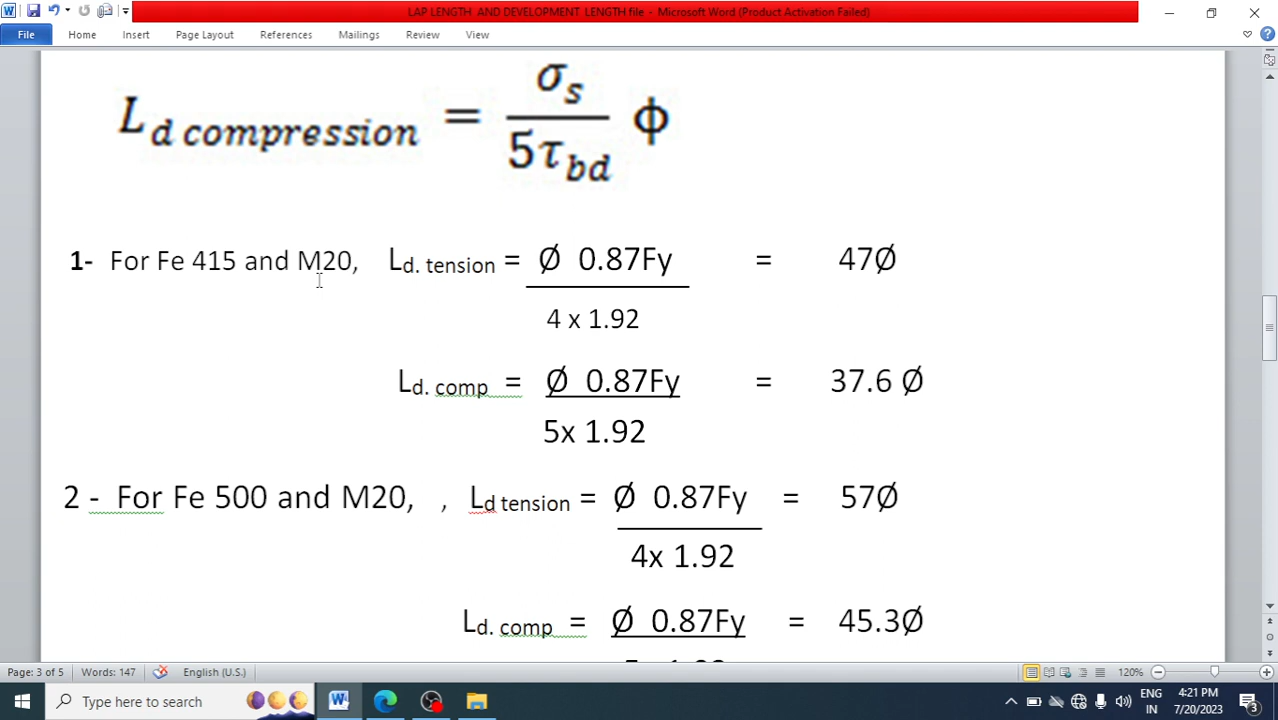 LAP LENGTH AND DEVELOPMENT LENGTH file - Microsoft Word (Product Activation Failed)
File Home Insert Page Layout References Mailings Review View
L d compression = σs / 5τbd ϕ
1- For Fe 415 and M20, Ld. tension = Ø 0.87Fy = 47Ø
4 x 1.92
Ld. comp = Ø 0.87Fy = 37.6 Ø
5x 1.92
2 - For Fe 500 and M20, , Ld tension = Ø 0.87Fy = 57Ø
4x 1.92
Ld. comp = Ø 0.87Fy = 45.3Ø
Page: 3 of 5 Words: 147 English (U.S.) 120%
Type here to search ENG IN 4:21 PM 7/20/2023 3